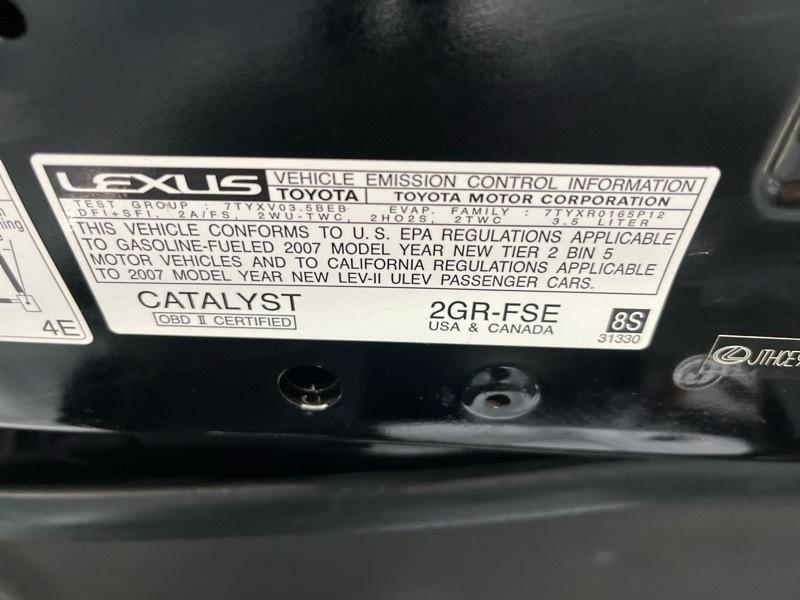 LEXUS VEHICLE EMISSION CONTROL INFORMATION
TOYOTA TOYOTA MOTOR CORPORATION
TEST GROUP : 7TYXV03.5BEB EVAP. FAMILY : 7TYXR0165P12
DFI+SFI, 2A/FS, 2WU-TWC, 2HO2S, 2TWC 3.5 LITER
THIS VEHICLE CONFORMS TO U.S. EPA REGULATIONS APPLICABLE
TO GASOLINE-FUELED 2007 MODEL YEAR NEW TIER 2 BIN 5
MOTOR VEHICLES AND TO CALIFORNIA REGULATIONS APPLICABLE
TO 2007 MODEL YEAR NEW LEV-II ULEV PASSENGER CARS.
CATALYST 2GR-FSE 8S
OBD II CERTIFIED USA & CANADA 31330
4E
JTHCE